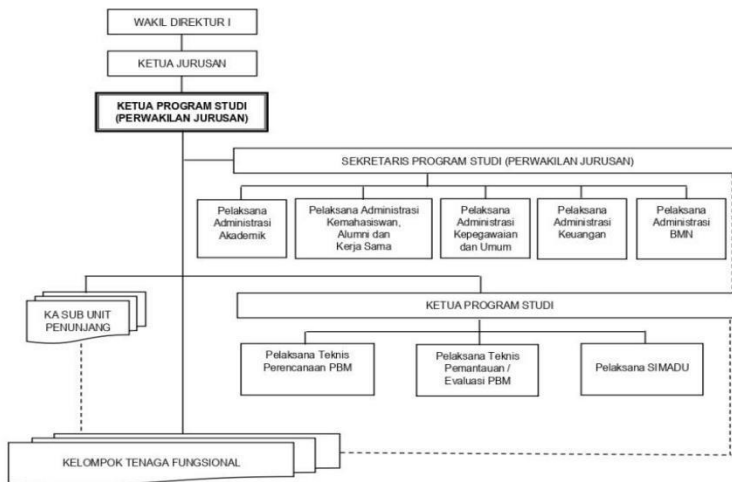 WAKIL DIREKTUR I
KETUA JURUSAN
KETUA PROGRAM STUDI
(PERWAKILAN JURUSAN)
SEKRETARIS PROGRAM STUDI (PERWAKILAN JURUSAN)
Pelaksana
Administrasi
Akademik
Pelaksana Administrasi
Kemahasiswan,
Alumni dan
Kerja Sama
Pelaksana
Administrasi
Kepegawaian
dan Umum
Pelaksana
Administrasi
Keuangan
Pelaksana
Administrasi
BMN
KA SUB UNIT
PENUNJANG
KETUA PROGRAM STUDI
Pelaksana Teknis
Perencanaan PBM
Pelaksana Teknis
Pemantauan /
Evaluasi PBM
Pelaksana SIMADU
KELOMPOK TENAGA FUNGSIONAL